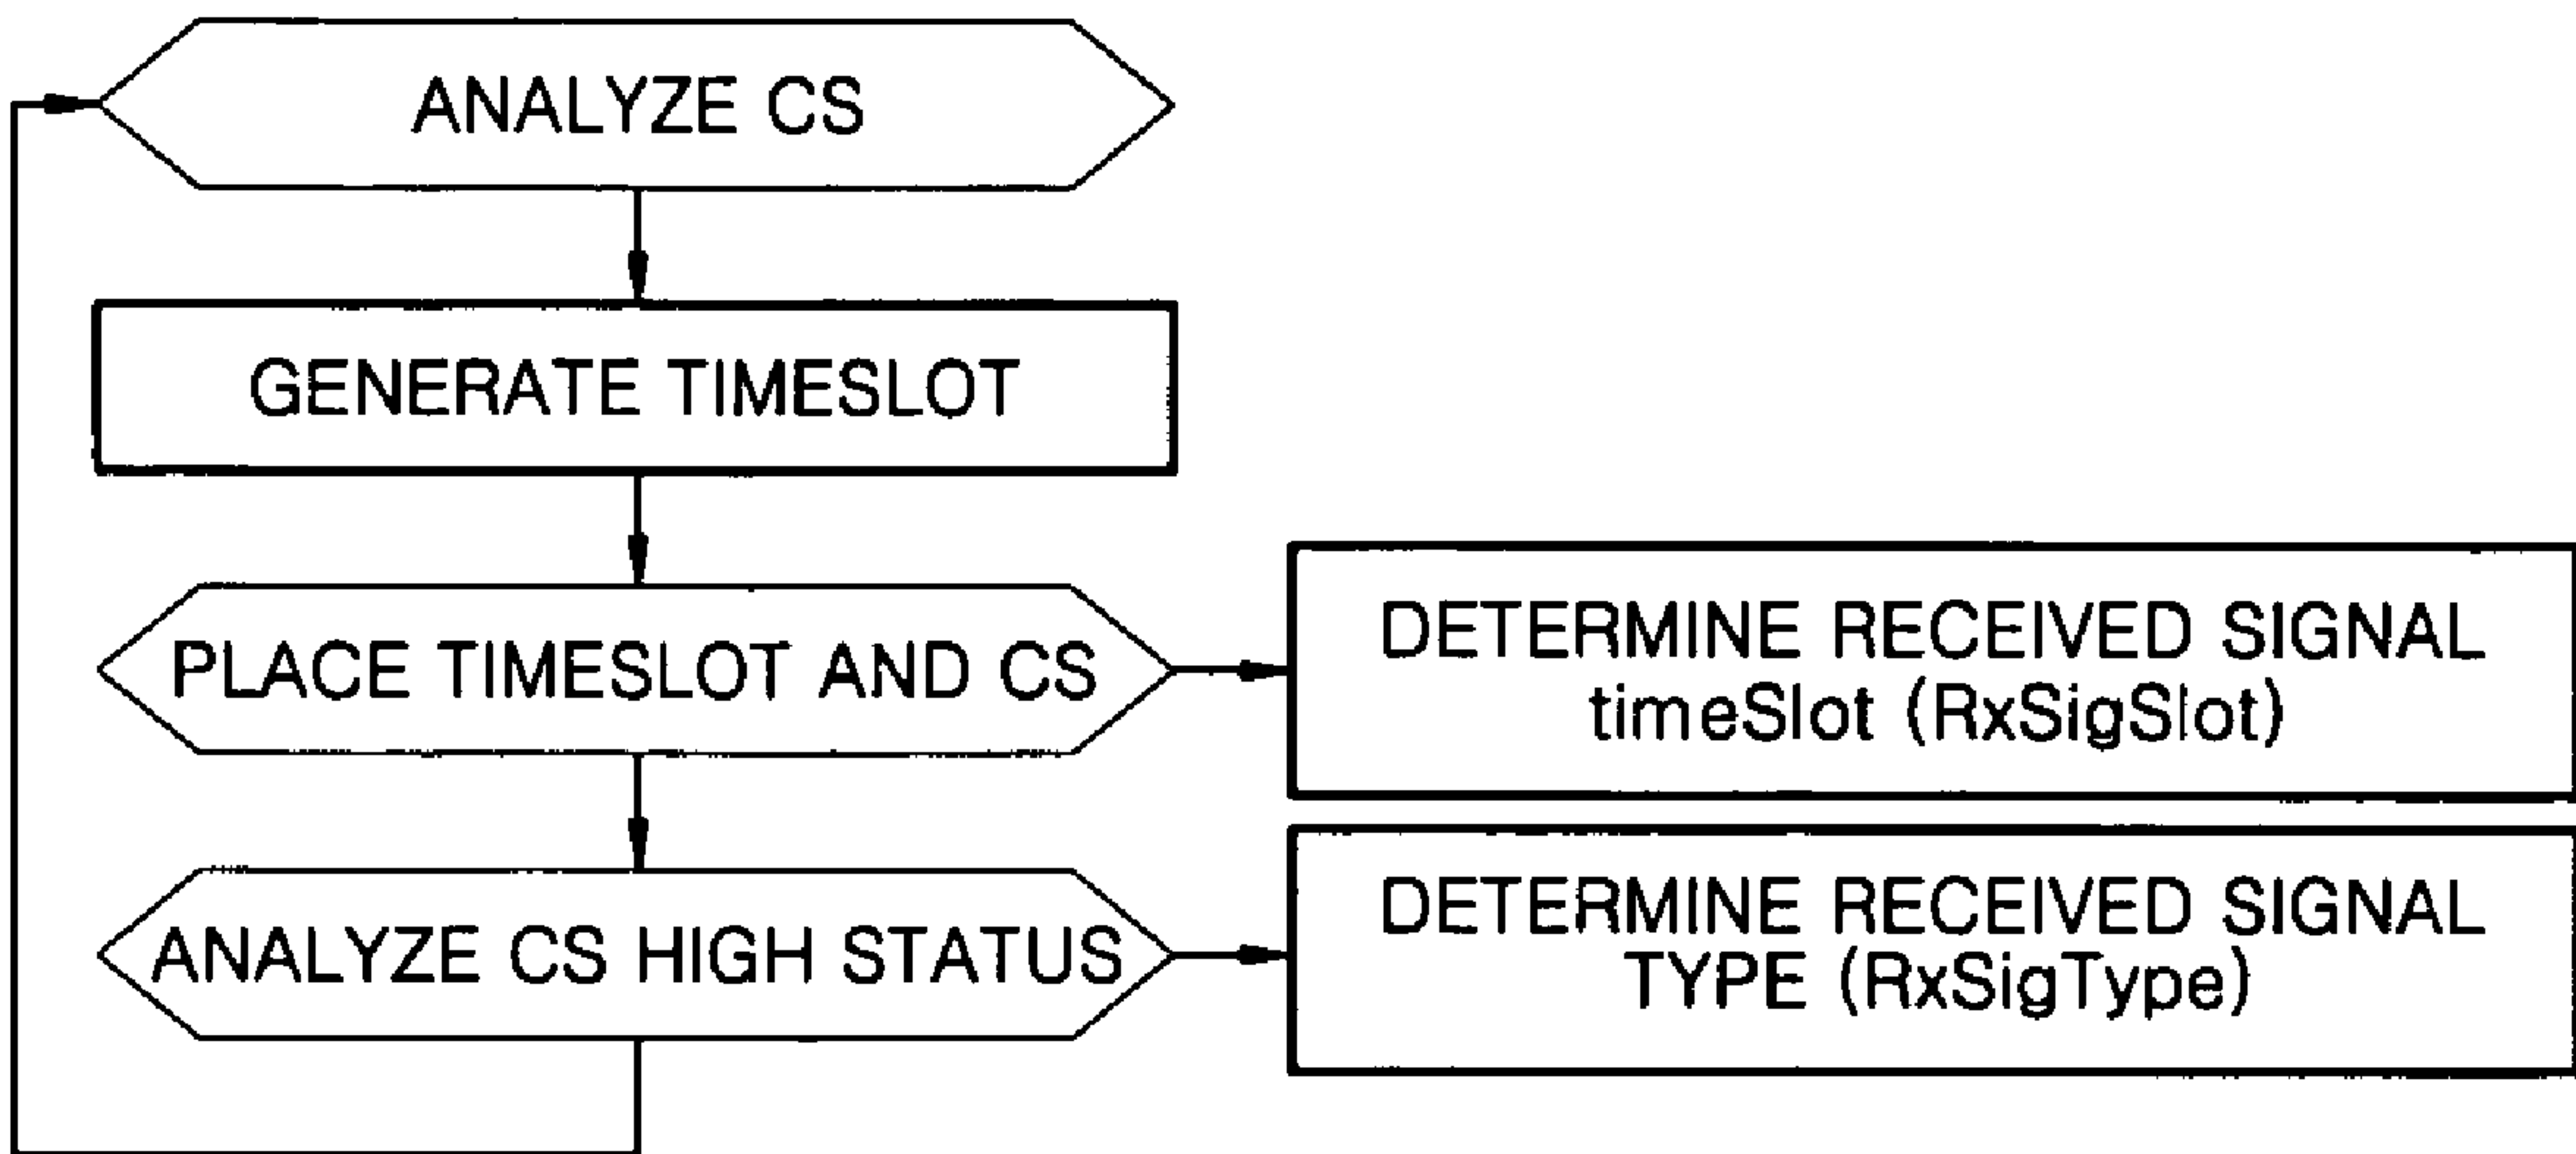 ANALYZE CS
GENERATE TIMESLOT
PLACE TIMESLOT AND CS
DETERMINE RECEIVED SIGNAL
timeSlot (RxSigSlot)
ANALYZE CS HIGH STATUS
DETERMINE RECEIVED SIGNAL
TYPE (RxSigType)